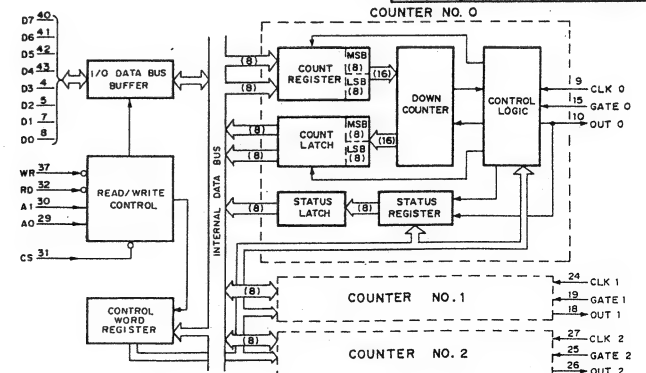 COUNTER NO. 0
D7 40
D6 41
D5 42
D4 43
D3 4
D2 5
D1 7
D0 8
I/O DATA BUS
BUFFER
WR 37
RD 32
A1 30
A0 29
CS 31
READ/WRITE
CONTROL
CONTROL
WORD
REGISTER
INTERNAL DATA BUS
(8)
(8)
COUNT
REGISTER
MSB
(8)
LSB
(8)
(16)
DOWN
COUNTER
CONTROL
LOGIC
9 CLK 0
15 GATE 0
10 OUT 0
(8)
(8)
COUNT
LATCH
MSB
(8)
LSB
(8)
(16)
(8)
STATUS
LATCH
(8)
STATUS
REGISTER
(8)
COUNTER NO. 1
24 CLK 1
19 GATE 1
18 OUT 1
(8)
COUNTER NO. 2
27 CLK 2
25 GATE 2
26 OUT 2